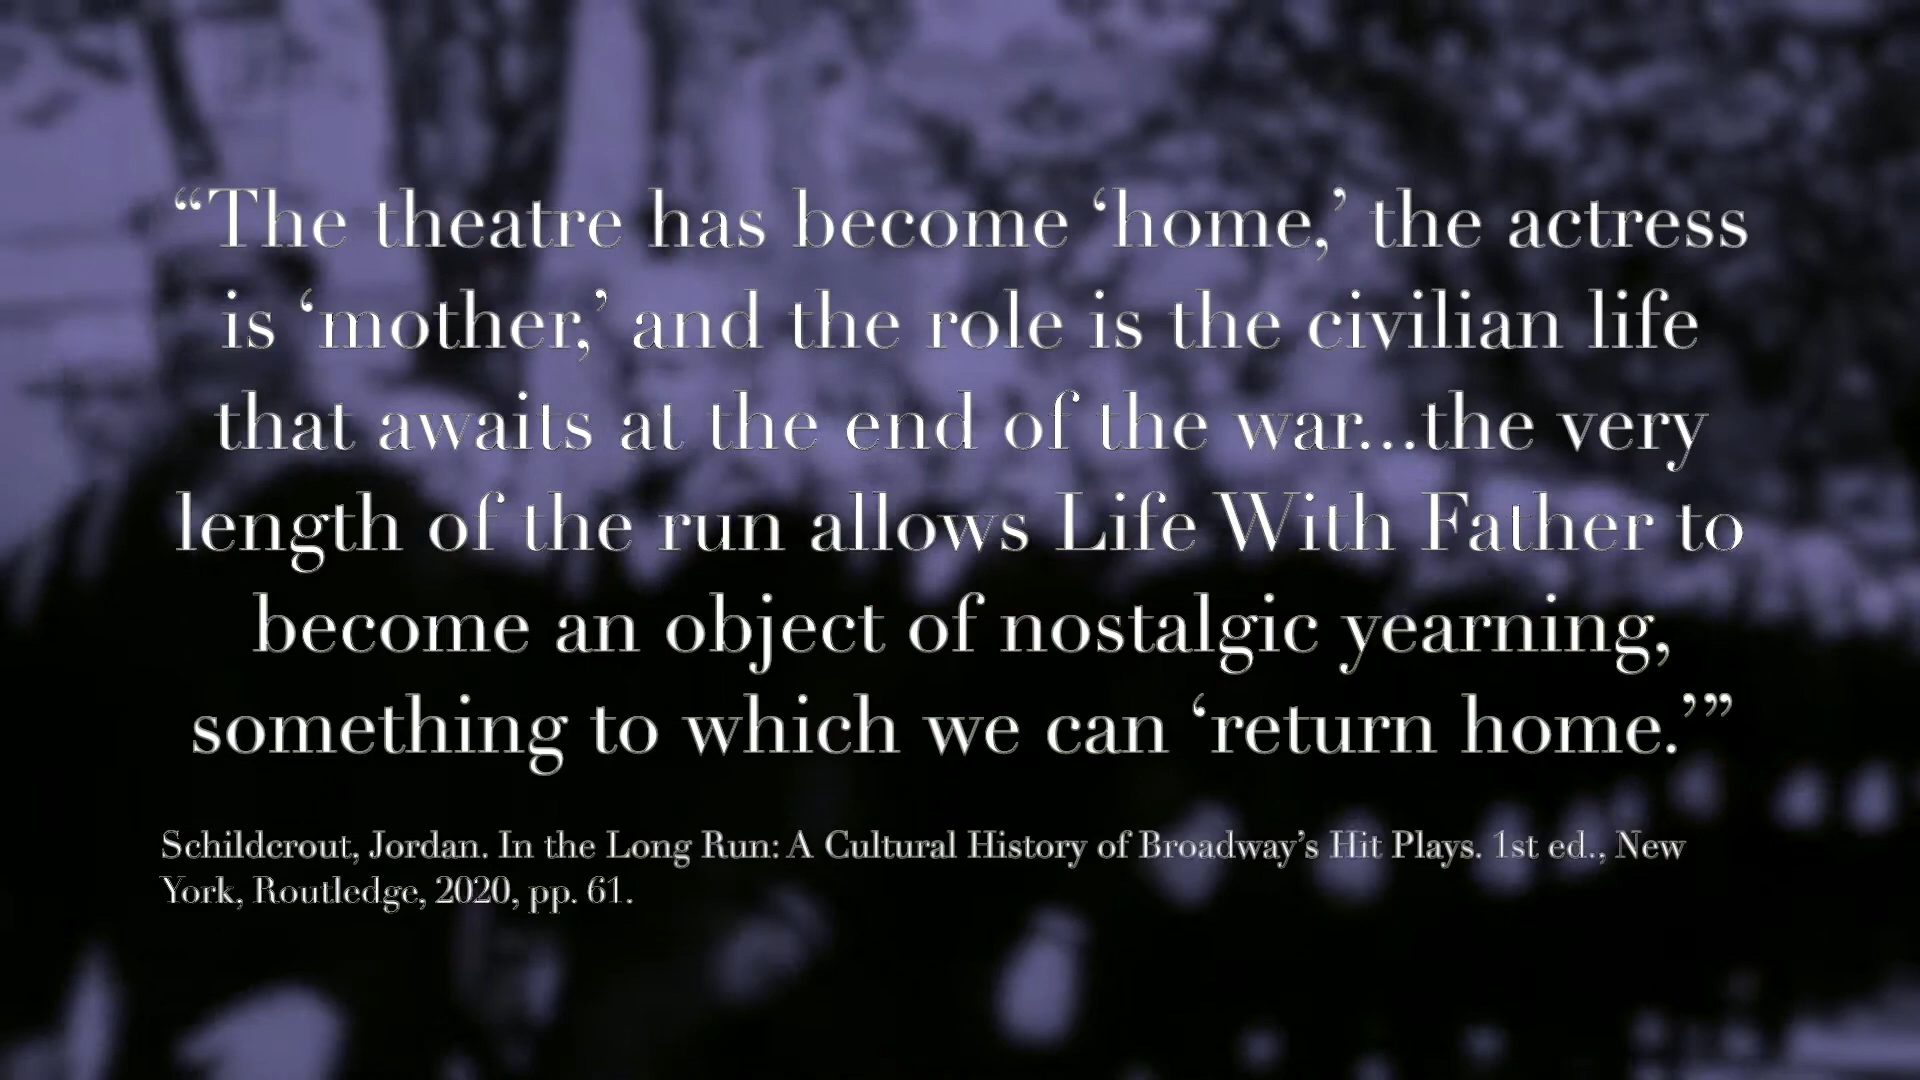 “The theatre has become ‘home,’ the actress
is ‘mother,’ and the role is the civilian life
that awaits at the end of the war...the very
length of the run allows Life With Father to
become an object of nostalgic yearning,
something to which we can ‘return home.’”
Schildcrout, Jordan. In the Long Run: A Cultural History of Broadway’s Hit Plays. 1st ed., New
York, Routledge, 2020, pp. 61.